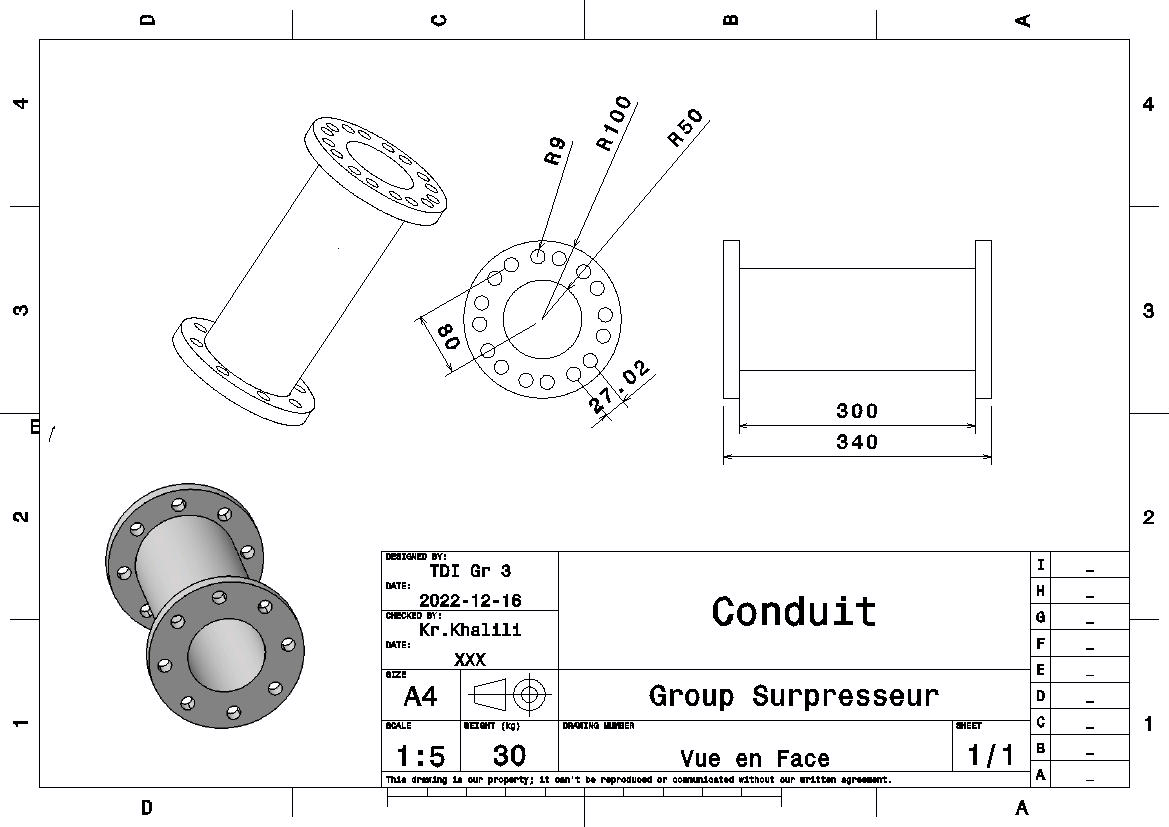 D C B A
4 4
R9
R100
R50
3 3
80
27.02
300
340
E
2 2
DESIGNED BY:
TDI Gr 3
DATE:
2022-12-16
CHECKED BY:
Kr.Khalili
DATE:
XXX
SIZE
A4
SCALE
1:5
WEIGHT (kg)
30
Conduit
Group Surpresseur
DRAWING NUMBER
Vue en Face
SHEET
1/1
This drawing is our property; it can't be reproduced or communicated without our written agreement.
I _
H _
G _
F _
E _
D _
C _
B _
A _
1 1
D A